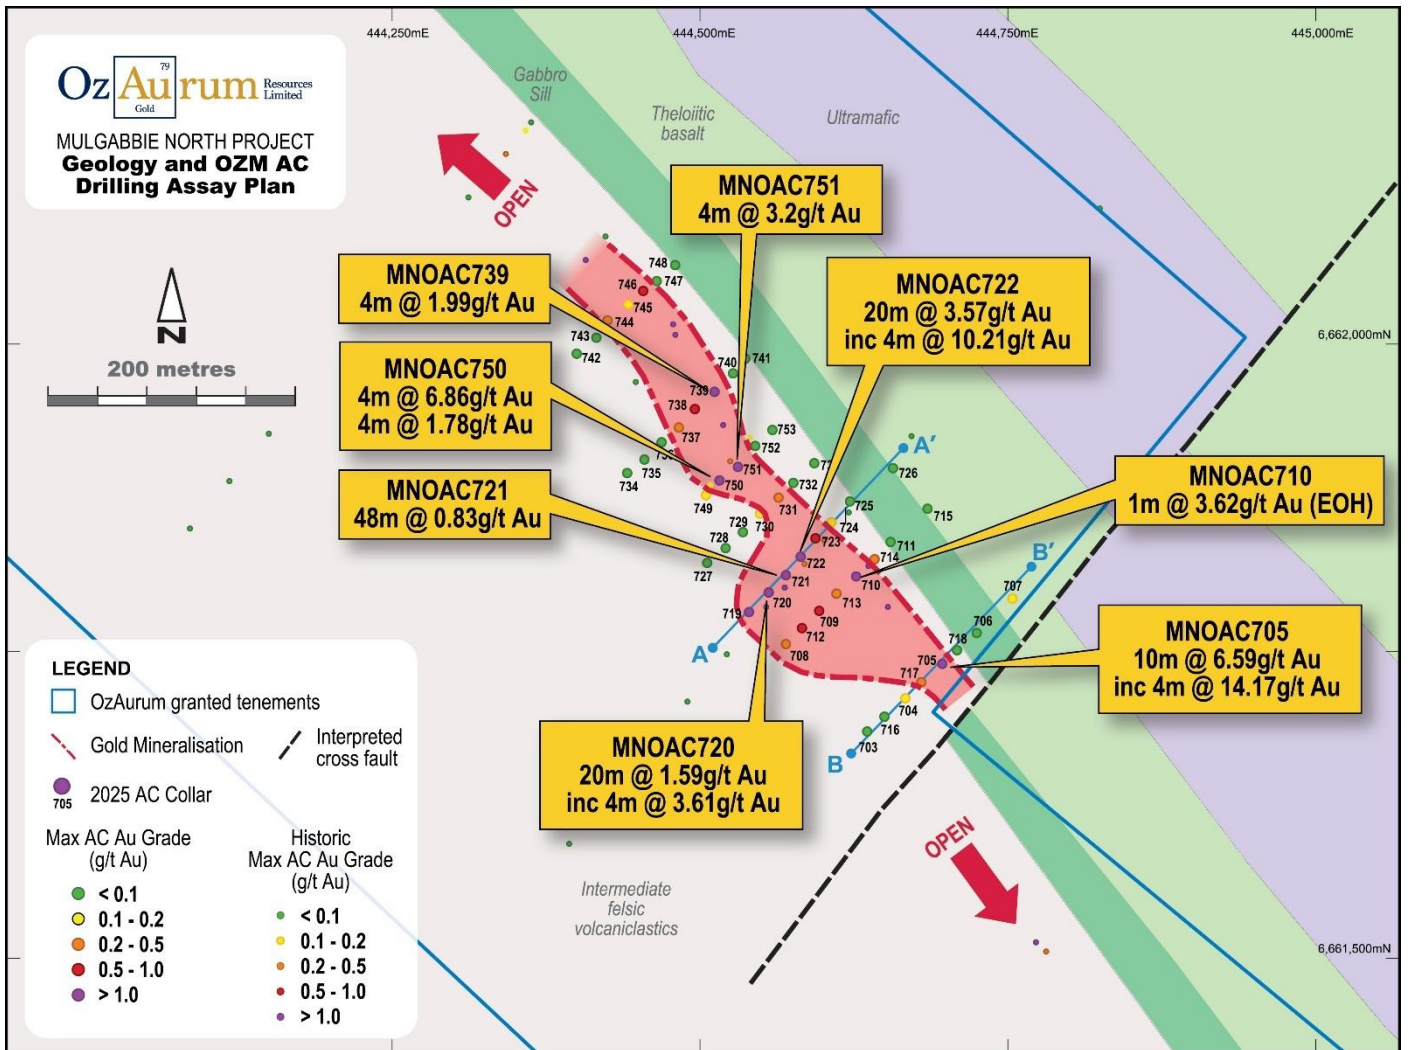 444,250mE
444,500mE
444,750mE
445,000mE
79
Oz Aurum Resources Limited
Gold
MULGABBIE NORTH PROJECT
Geology and OZM AC
Drilling Assay Plan
Gabbro
Sill
Theloiitic
basalt
Ultramafic
OPEN
MNOAC751
4m @ 3.2g/t Au
MNOAC739
4m @ 1.99g/t Au
MNOAC722
20m @ 3.57g/t Au
inc 4m @ 10.21g/t Au
N
200 metres
6,662,000mN
MNOAC750
4m @ 6.86g/t Au
4m @ 1.78g/t Au
MNOAC721
48m @ 0.83g/t Au
MNOAC710
1m @ 3.62g/t Au (EOH)
748
747
746
745
744
743
742
741
740
739
738
737
735
734
753
752
751
750
749
732
731
730
729
728
727
726
725
724
723
722
721
720
719
715
711
714
710
713
709
712
708
707
706
718
705
717
704
716
703
A'
A
B'
B
MNOAC705
10m @ 6.59g/t Au
inc 4m @ 14.17g/t Au
MNOAC720
20m @ 1.59g/t Au
inc 4m @ 3.61g/t Au
OPEN
Intermediate
felsic
volcaniclastics
6,661,500mN
LEGEND
OzAurum granted tenements
Gold Mineralisation
Interpreted
cross fault
705
2025 AC Collar
Max AC Au Grade
(g/t Au)
< 0.1
0.1 - 0.2
0.2 - 0.5
0.5 - 1.0
> 1.0
Historic
Max AC Au Grade
(g/t Au)
< 0.1
0.1 - 0.2
0.2 - 0.5
0.5 - 1.0
> 1.0